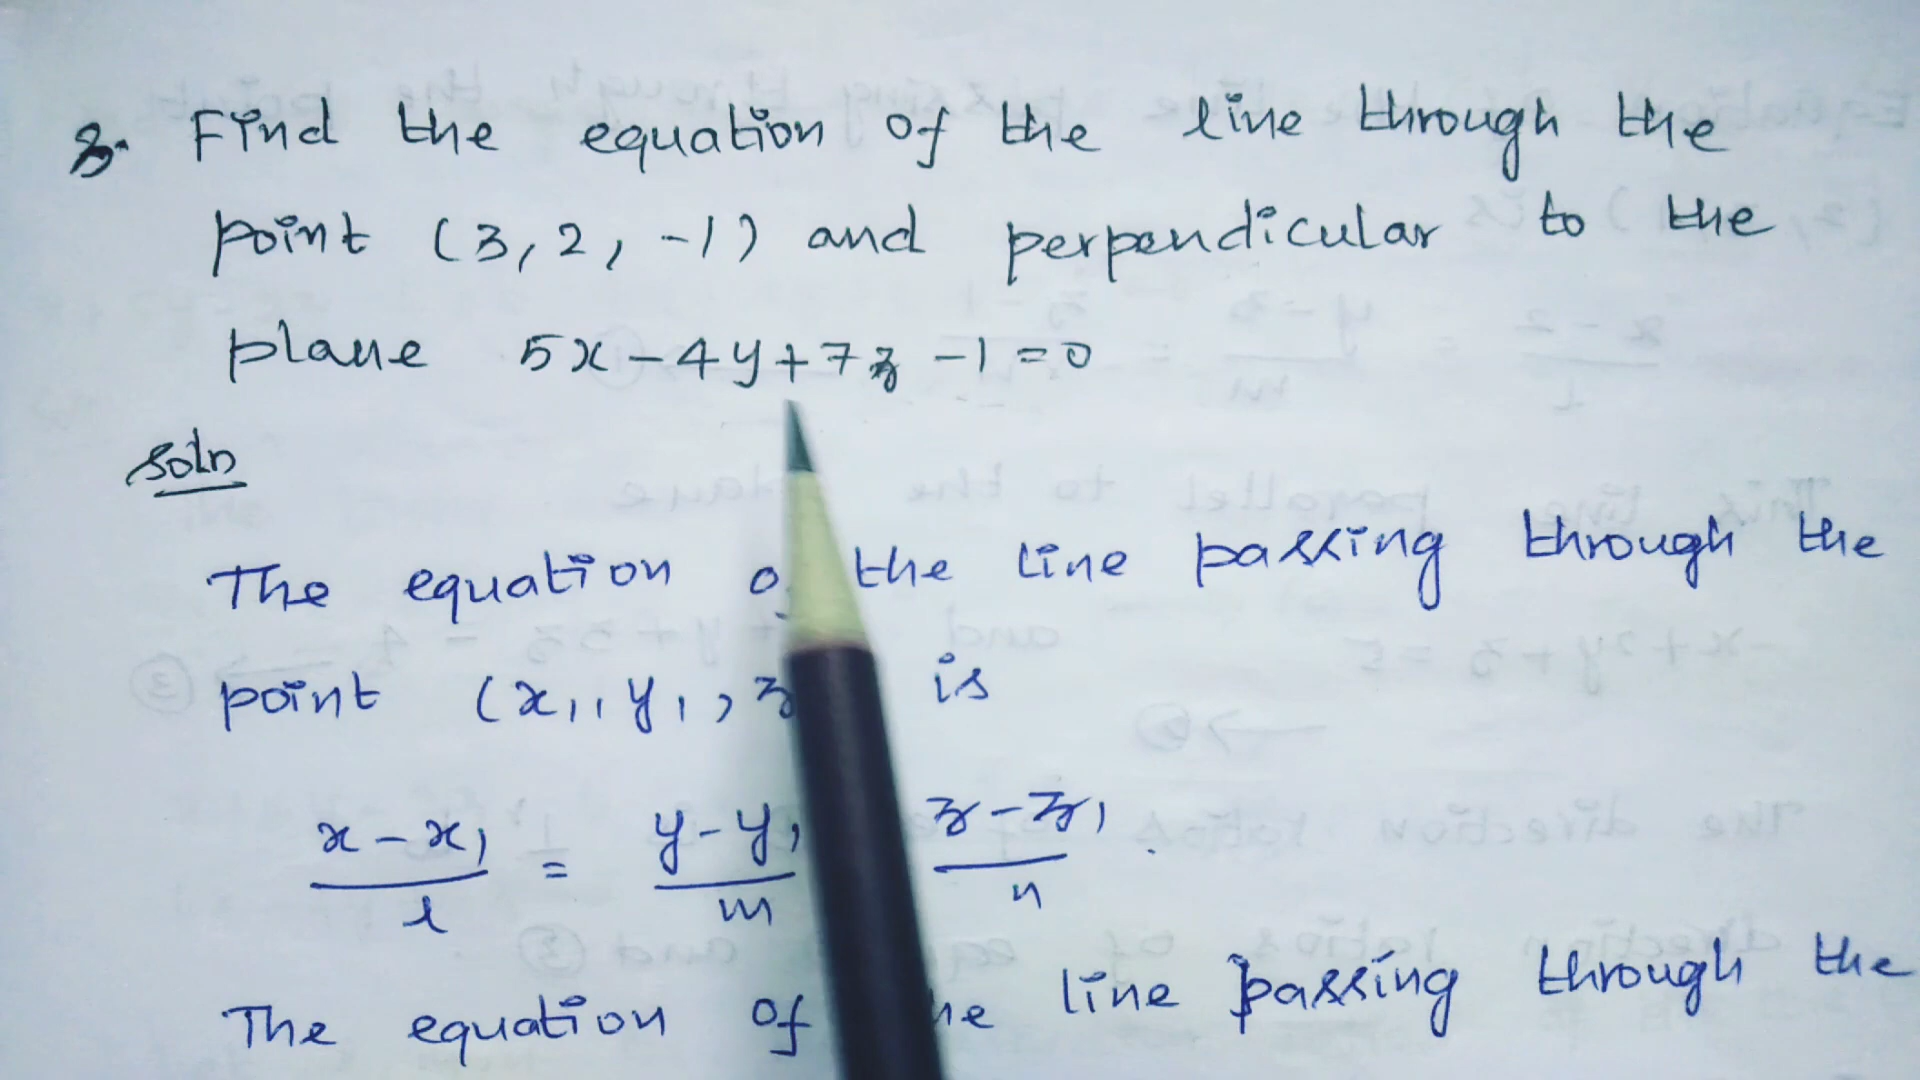 3. Find the equation of the line through the
point (3, 2, -1) and perpendicular to the
plane 5x - 4y + 7z - 1 = 0
soln
The equation the line passing through the
point (x₁, y₁, z is
x - x₁ / l = y - y₁ / m z - z₁ / n .
The equation of line passing through the